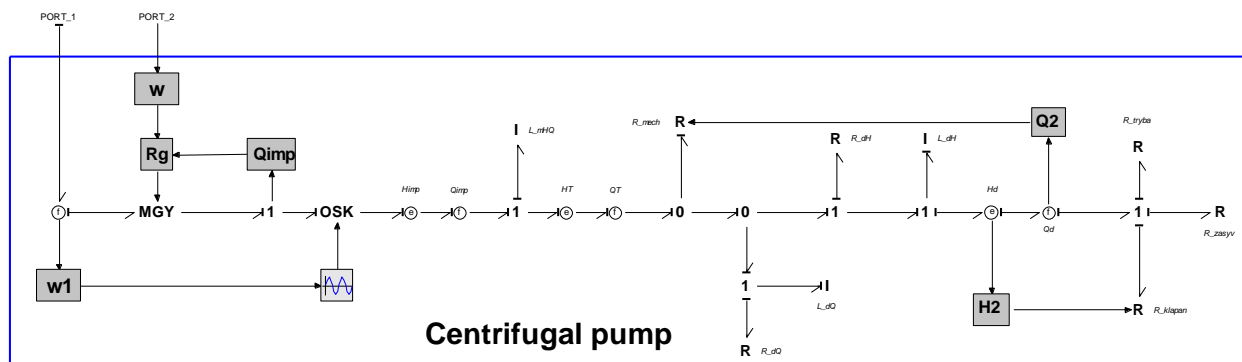 PORT_1 PORT_2
w
R_mech R L_mHQ I R R_dH I L_dH Q2 R_tryba
Rg Qimp R
Himp Qimp HT QT Hd
f MGY 1 OSK e f 1 e f 0 0 1 1 e f 1 R
Qd R_zasyv
w1 1 I
L_dQ
H2 R R_klapan
Centrifugal pump
R R_dQ